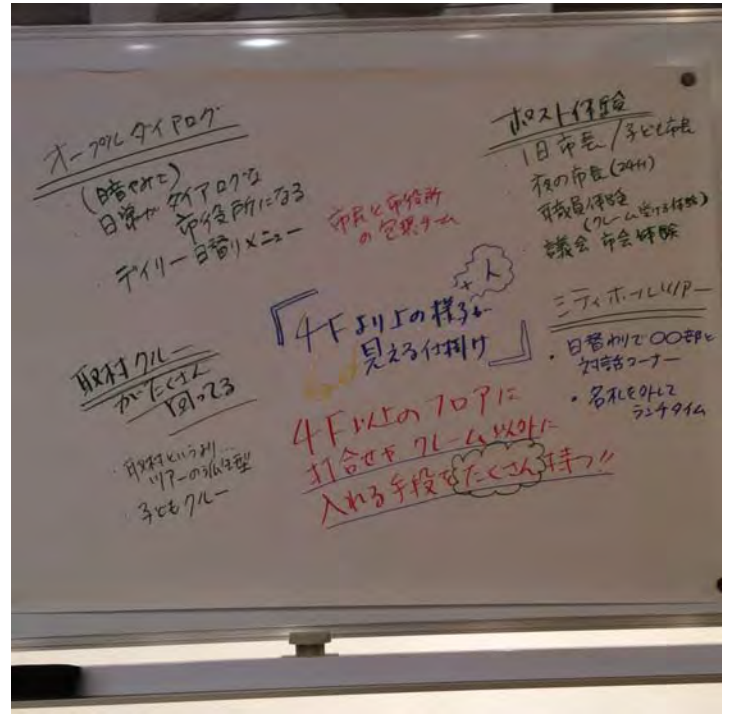 オープンダイアログ
(暗やみで)
日常がダイアログな
市役所になる
・デイリー日替りメニュー
市民と市役所
の包摂チーム
ポスト体験
・1日市長/子ども市長
・夜の市長(24h)
・職員体験
(クレーム受ける体験)
・議会 市会体験
+人
『4Fより上の様子が
見える仕掛け』
シティホールツアー
・日替わりで〇〇部と
対話コーナー
・名札を外して
ランチタイム
取材クルー
がたくさん
回ってる
・取材というより…
ツアーの
・子どもクルー
4F以上のフロアに
打合せやクレーム以外に
入れる手段をたくさん持つ!!